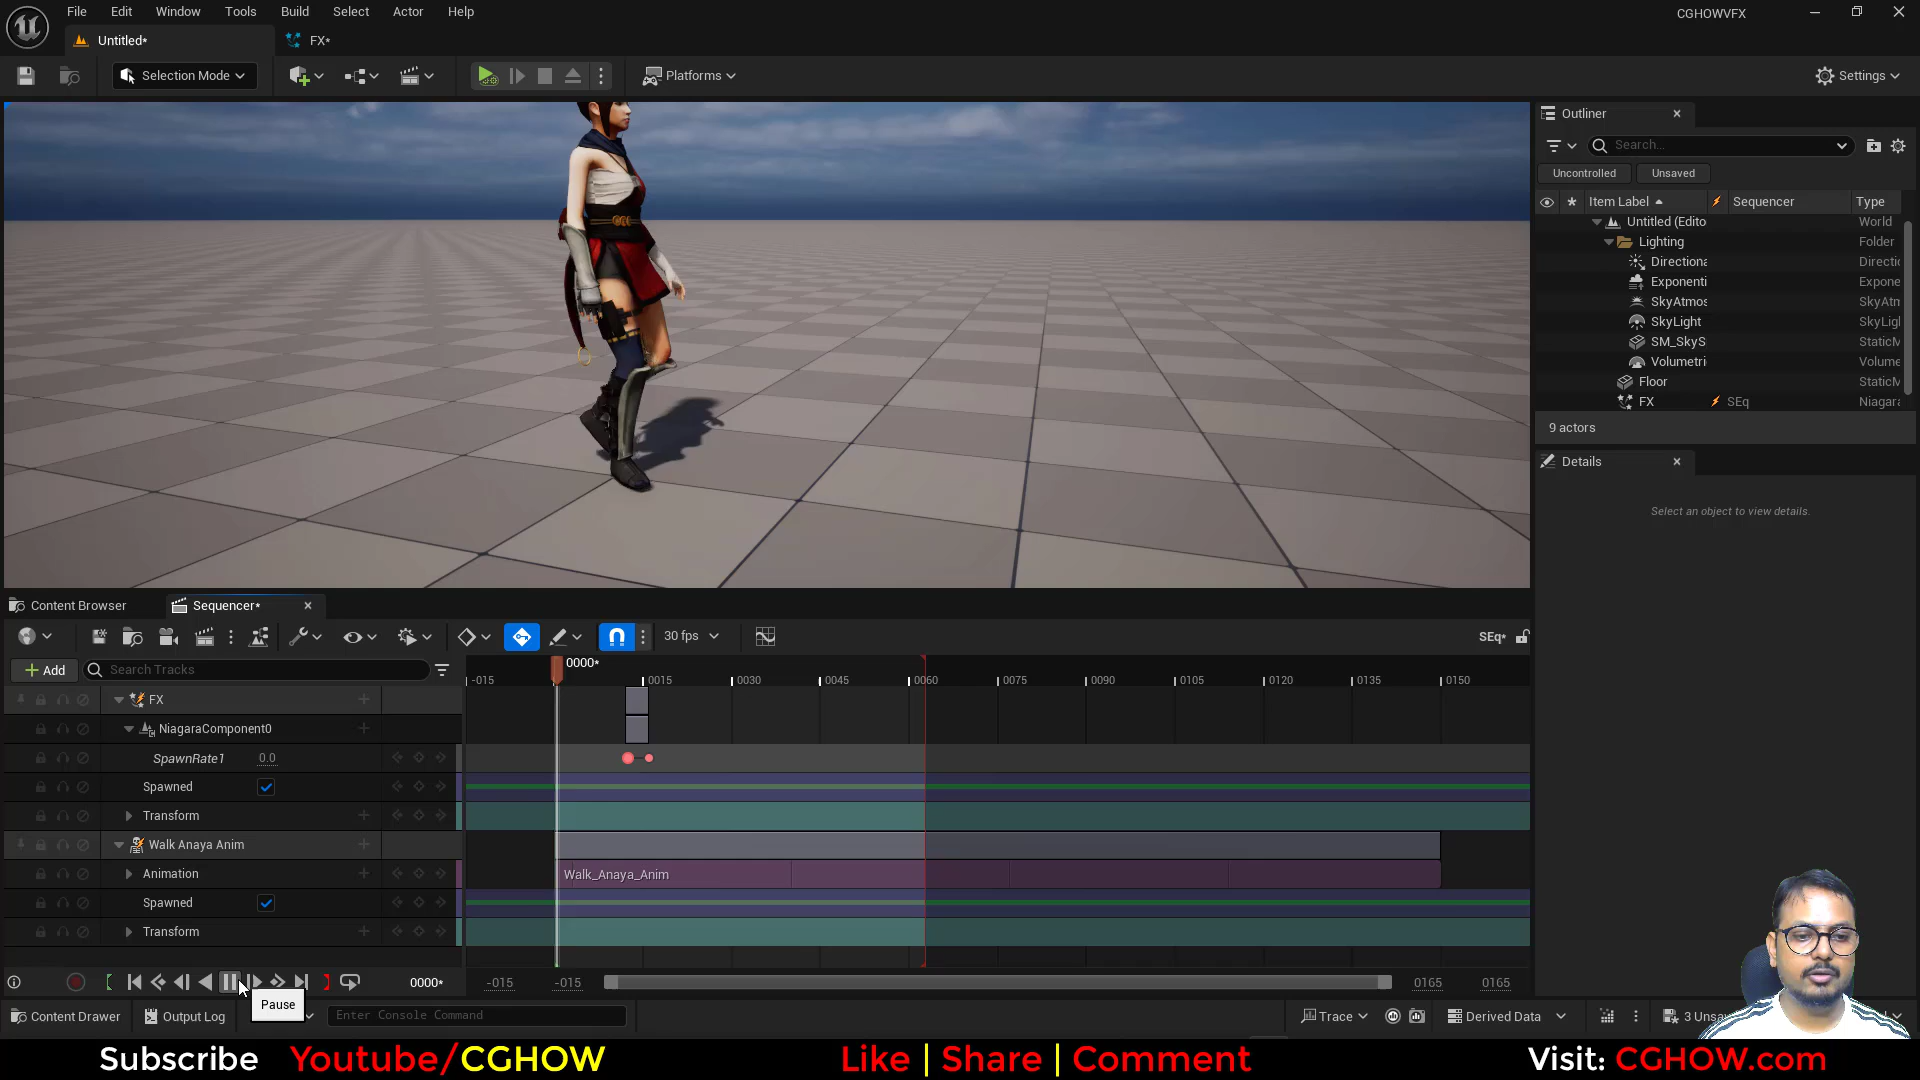 File Edit Window Tools Build Select Actor Help
CGHOWVFX
Untitled*
FX*
Selection Mode
Platforms
Settings
Outliner
Search...
Uncontrolled
Unsaved
Item Label
Sequencer
Type
Untitled (Edito
World
Lighting
Folder
Directiona
Directic
Exponenti
Expone
SkyAtmos
SkyAtn
SkyLight
SkyLigl
SM_SkyS
StaticM
Volumetri
Volume
Floor
StaticM
FX
SEq
Niagara
9 actors
Details
Select an object to view details.
Content Browser
Sequencer*
30 fps
SEq*
+ Add
Search Tracks
0000*
-015
0015
0030
0045
0060
0075
0090
0105
0120
0135
0150
FX
NiagaraComponent0
SpawnRate1
0.0
Spawned
Transform
Walk Anaya Anim
Animation
Walk_Anaya_Anim
Spawned
Transform
0000*
-015
-015
0165
0165
Pause
Content Drawer
Output Log
Enter Console Command
Trace
Derived Data
3 Unsa
Subscribe Youtube/CGHOW
Like | Share | Comment
Visit: CGHOW.com